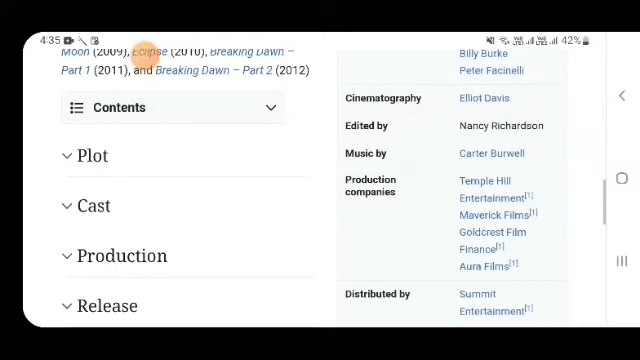 4:35
42%
Moon (2009), Eclipse (2010), Breaking Dawn –
Part 1 (2011), and Breaking Dawn – Part 2 (2012)
Contents
Plot
Cast
Production
Release
Billy Burke
Peter Facinelli
Cinematography Elliot Davis
Edited by Nancy Richardson
Music by Carter Burwell
Production Temple Hill
companies Entertainment[1]
Maverick Films[1]
Goldcrest Film
Finance[1]
Aura Films[1]
Distributed by Summit
Entertainment[1]